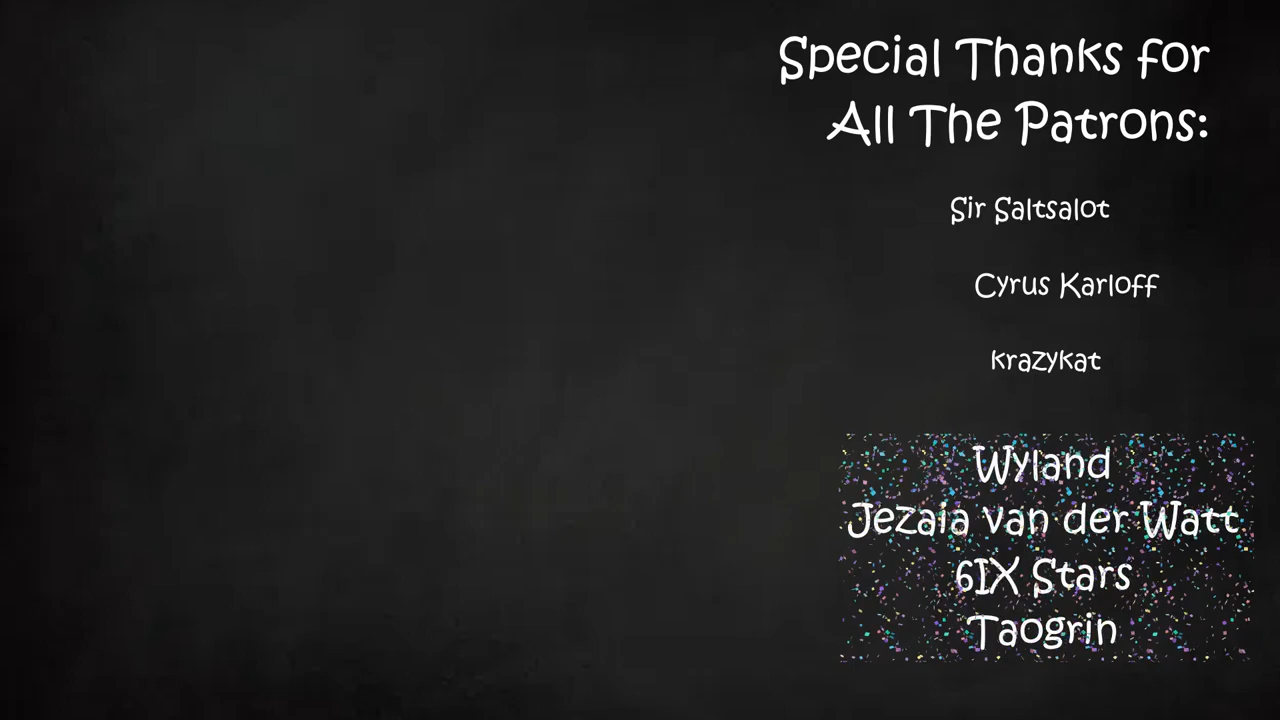 Special Thanks for
All The Patrons:
Sir Saltsalot
Cyrus Karloff
krazykat
Wyland
Jezaia van der Watt
6IX Stars
Taogrin